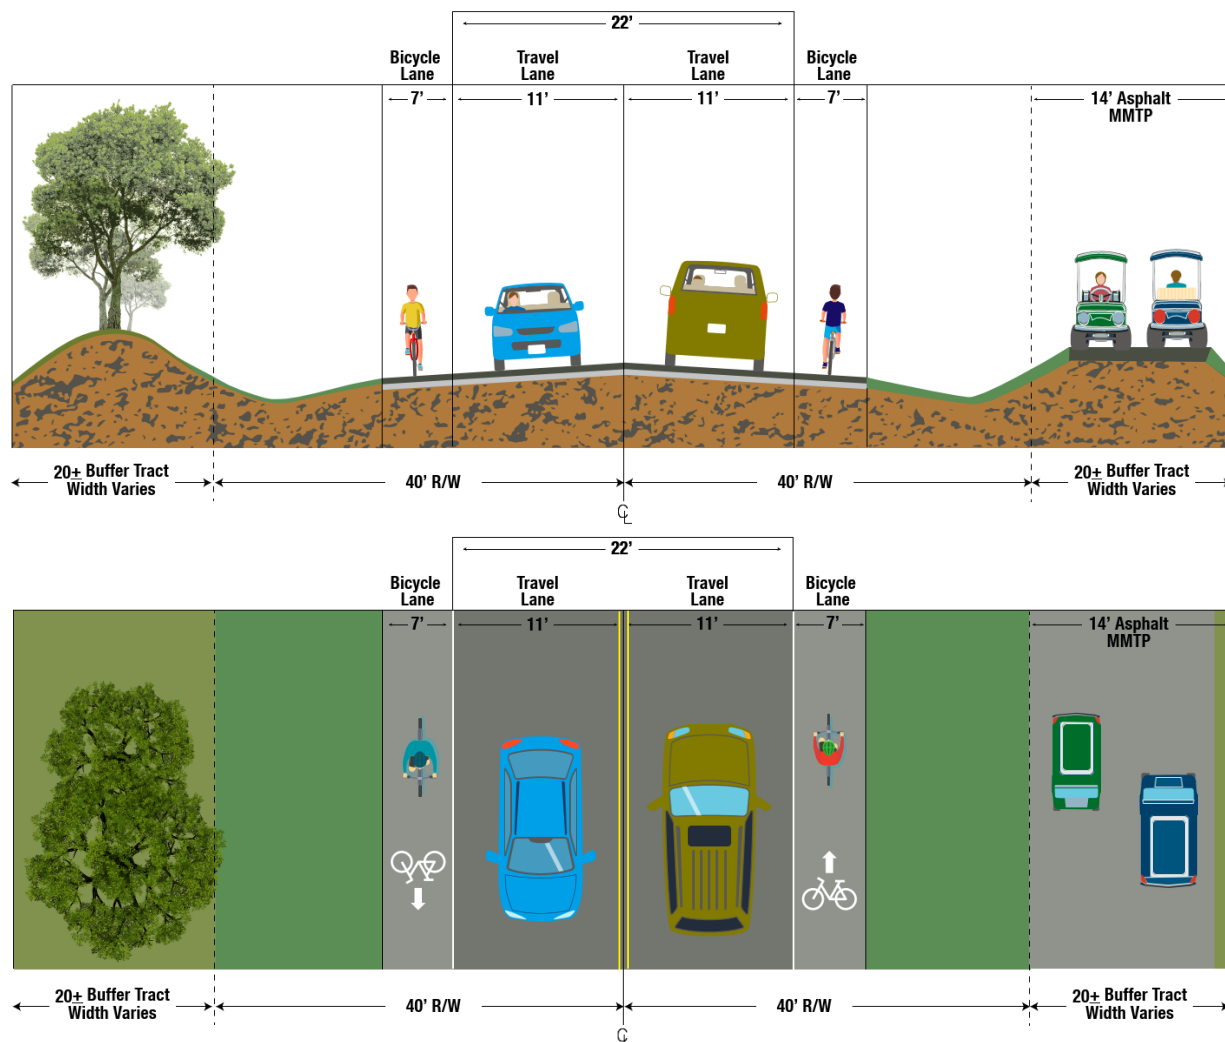 22’
Bicycle
Lane
Travel
Lane
Travel
Lane
Bicycle
Lane
7’
11’
11’
7’
14’ Asphalt
MMTP
20± Buffer Tract
Width Varies
40’ R/W
40’ R/W
20± Buffer Tract
Width Varies
CL
22’
Bicycle
Lane
Travel
Lane
Travel
Lane
Bicycle
Lane
7’
11’
11’
7’
14’ Asphalt
MMTP
20± Buffer Tract
Width Varies
40’ R/W
40’ R/W
20± Buffer Tract
Width Varies
CL